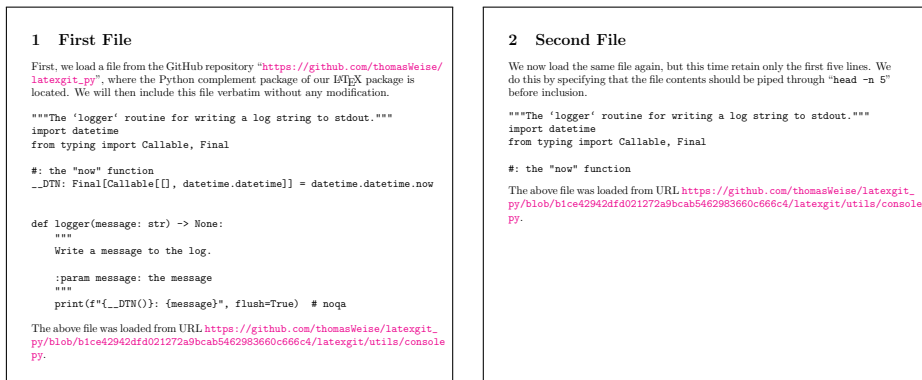 1 First File
First, we load a file from the GitHub repository “https://github.com/thomasWeise/
latexgit_py”, where the Python complement package of our LATEX package is
located. We will then include this file verbatim without any modification.
"""The ‘logger‘ routine for writing a log string to stdout."""
import datetime
from typing import Callable, Final
#: the "now" function
__DTN: Final[Callable[[], datetime.datetime]] = datetime.datetime.now
def logger(message: str) -> None:
"""
Write a message to the log.
:param message: the message
"""
print(f"{__DTN()}: {message}", flush=True)  # noqa
The above file was loaded from URL https://github.com/thomasWeise/latexgit_
py/blob/b1ce42942dfd021272a9bcab5462983660c666c4/latexgit/utils/console
py.
2 Second File
We now load the same file again, but this time retain only the first five lines. We
do this by specifying that the file contents should be piped through “head -n 5”
before inclusion.
"""The ‘logger‘ routine for writing a log string to stdout."""
import datetime
from typing import Callable, Final
#: the "now" function
The above file was loaded from URL https://github.com/thomasWeise/latexgit_
py/blob/b1ce42942dfd021272a9bcab5462983660c666c4/latexgit/utils/console
py.